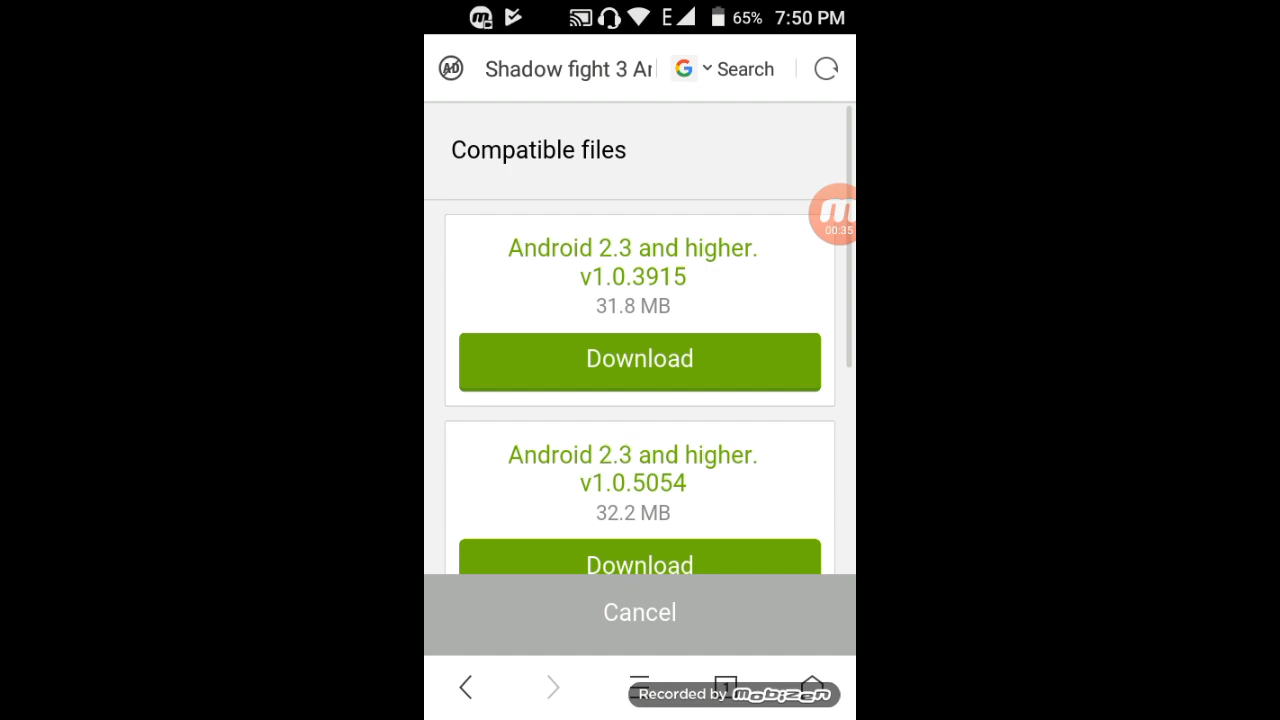 65% 7:50 PM
Shadow fight 3 Ar Search
Compatible files
00:35
Android 2.3 and higher.
v1.0.3915
31.8 MB
Download
Android 2.3 and higher.
v1.0.5054
32.2 MB
Download
Cancel
1
Recorded by mobizen